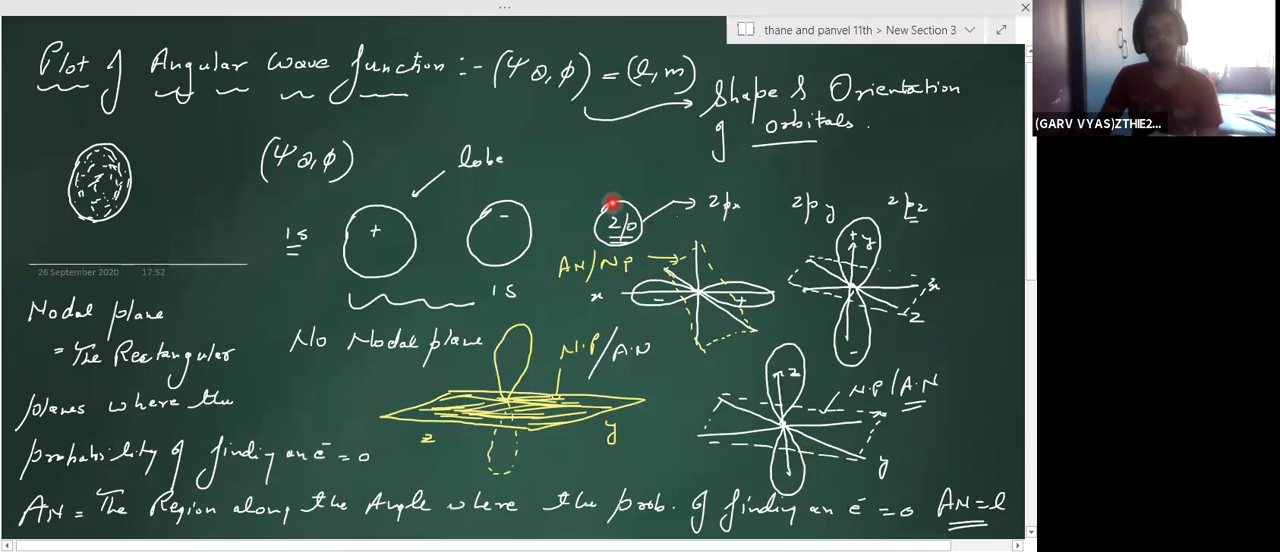 thane and panvel 11th > New Section 3
Plot of Angular wave function :- (Ψ θ, ϕ) = (l, m)
Shape & Orientation
of orbitals.
(GARV VYAS)ZTHIE2...
(Ψ θ, ϕ)
lobe
1s
+
-
1s
2p
2px
2py
2pz
26 September 2020 17:52
AN/NP
x
-
+
+y
x
z
-
Nodal plane
= The Rectangular
planes where the
probability of finding an e⁻ = 0
No Nodal plane
N.P/A.N
z
y
z
N.P/A.N
x
y
AN = The Region along the Angle where the prob. of finding an e⁻ = 0
AN = l